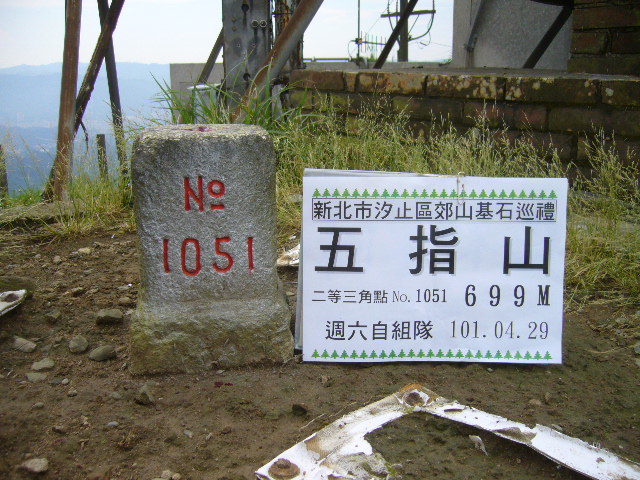 No
1051
新北市汐止區郊山基石巡禮
五指山
二等三角點 No. 1051 699M
週六自組隊 101.04.29